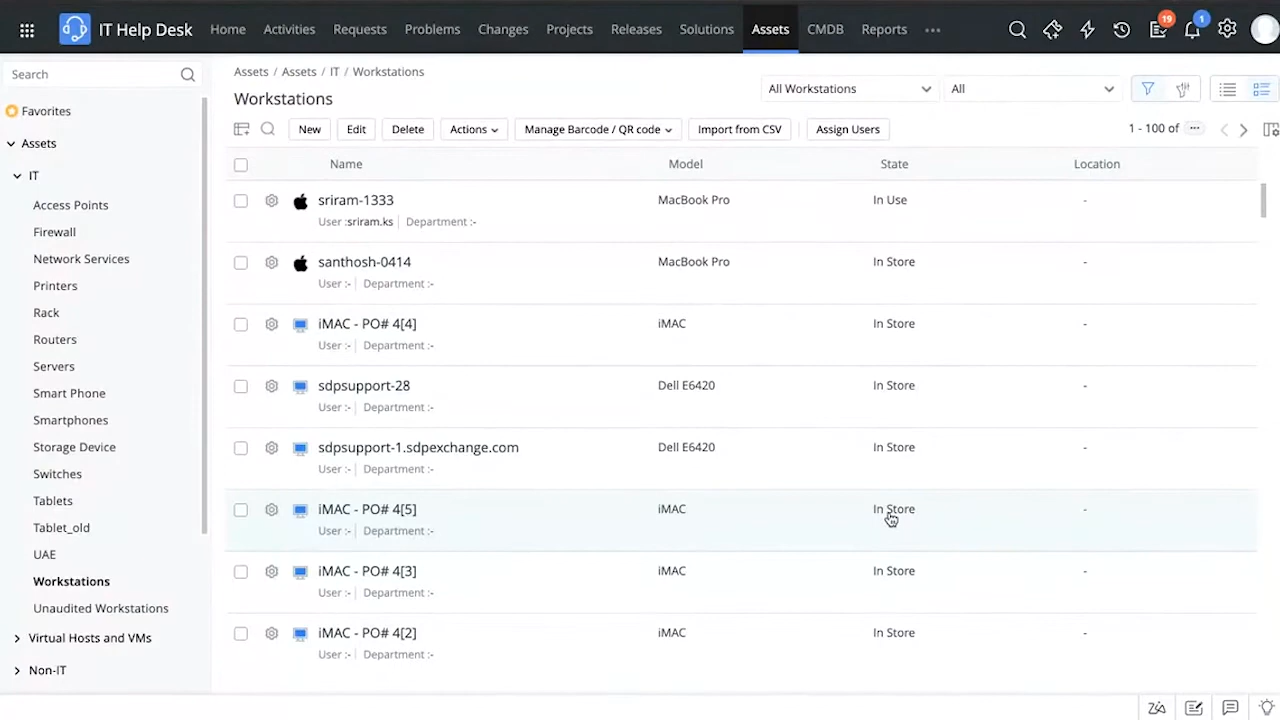 IT Help Desk Home Activities Requests Problems Changes Projects Releases Solutions Assets CMDB Reports 19 1
Search
Favorites
Assets
IT
Access Points
Firewall
Network Services
Printers
Rack
Routers
Servers
Smart Phone
Smartphones
Storage Device
Switches
Tablets
Tablet_old
UAE
Workstations
Unaudited Workstations
Virtual Hosts and VMs
Non-IT
Assets / Assets / IT / Workstations
Workstations
All Workstations All
New Edit Delete Actions Manage Barcode / QR code Import from CSV Assign Users 1 - 100 of
Name Model State Location
sriram-1333 MacBook Pro In Use -
User :sriram.ks Department :-
santhosh-0414 MacBook Pro In Store -
User :- Department :-
iMAC - PO# 4[4] iMAC In Store -
User :- Department :-
sdpsupport-28 Dell E6420 In Store -
User :- Department :-
sdpsupport-1.sdpexchange.com Dell E6420 In Store -
User :- Department :-
iMAC - PO# 4[5] iMAC In Store -
User :- Department :-
iMAC - PO# 4[3] iMAC In Store -
User :- Department :-
iMAC - PO# 4[2] iMAC In Store -
User :- Department :-